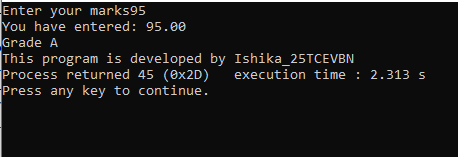 Enter your marks95
You have entered: 95.00
Grade A
This program is developed by Ishika_25TCEVBN
Process returned 45 (0x2D)   execution time : 2.313 s
Press any key to continue.